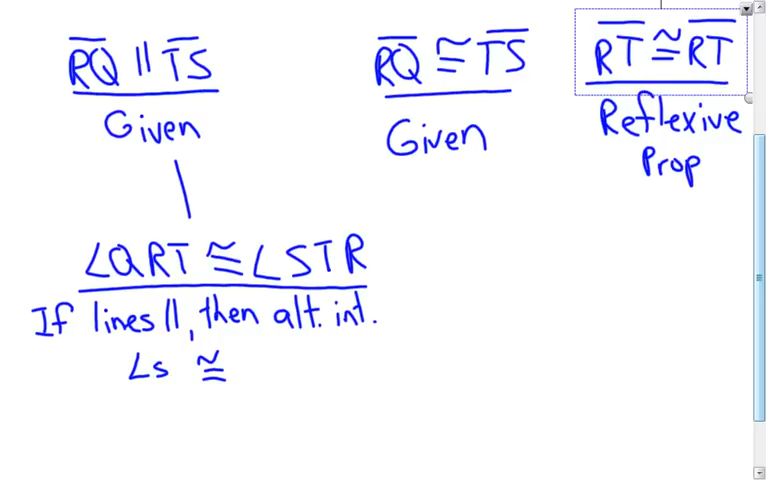 RQ || TS
Given
RQ ≅ TS
Given
RT ≅ RT
Reflexive
Prop
∠QRT ≅ ∠STR
If lines ||, then alt. int.
∠s ≅